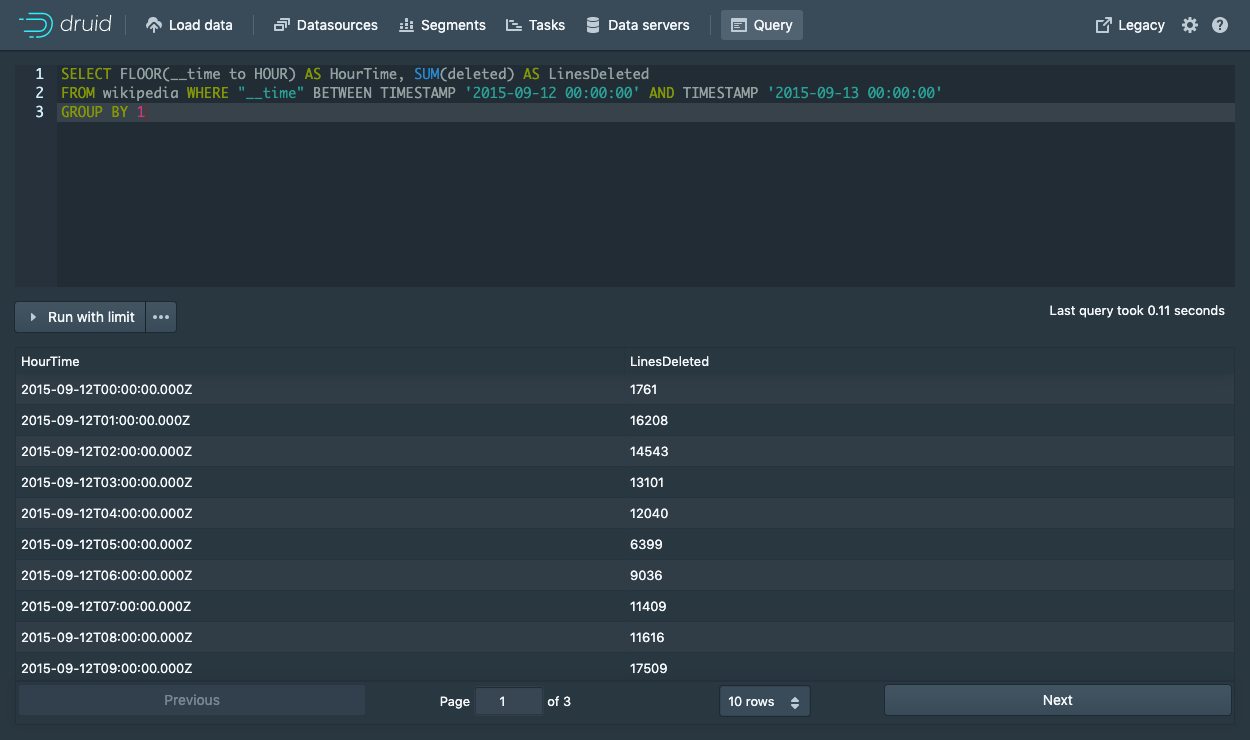 druid Load data Datasources Segments Tasks Data servers Query Legacy
1 SELECT FLOOR(__time to HOUR) AS HourTime, SUM(deleted) AS LinesDeleted
2 FROM wikipedia WHERE "__time" BETWEEN TIMESTAMP '2015-09-12 00:00:00' AND TIMESTAMP '2015-09-13 00:00:00'
3 GROUP BY 1
Run with limit ••• Last query took 0.11 seconds
HourTime LinesDeleted
2015-09-12T00:00:00.000Z 1761
2015-09-12T01:00:00.000Z 16208
2015-09-12T02:00:00.000Z 14543
2015-09-12T03:00:00.000Z 13101
2015-09-12T04:00:00.000Z 12040
2015-09-12T05:00:00.000Z 6399
2015-09-12T06:00:00.000Z 9036
2015-09-12T07:00:00.000Z 11409
2015-09-12T08:00:00.000Z 11616
2015-09-12T09:00:00.000Z 17509
Previous Page 1 of 3 10 rows Next